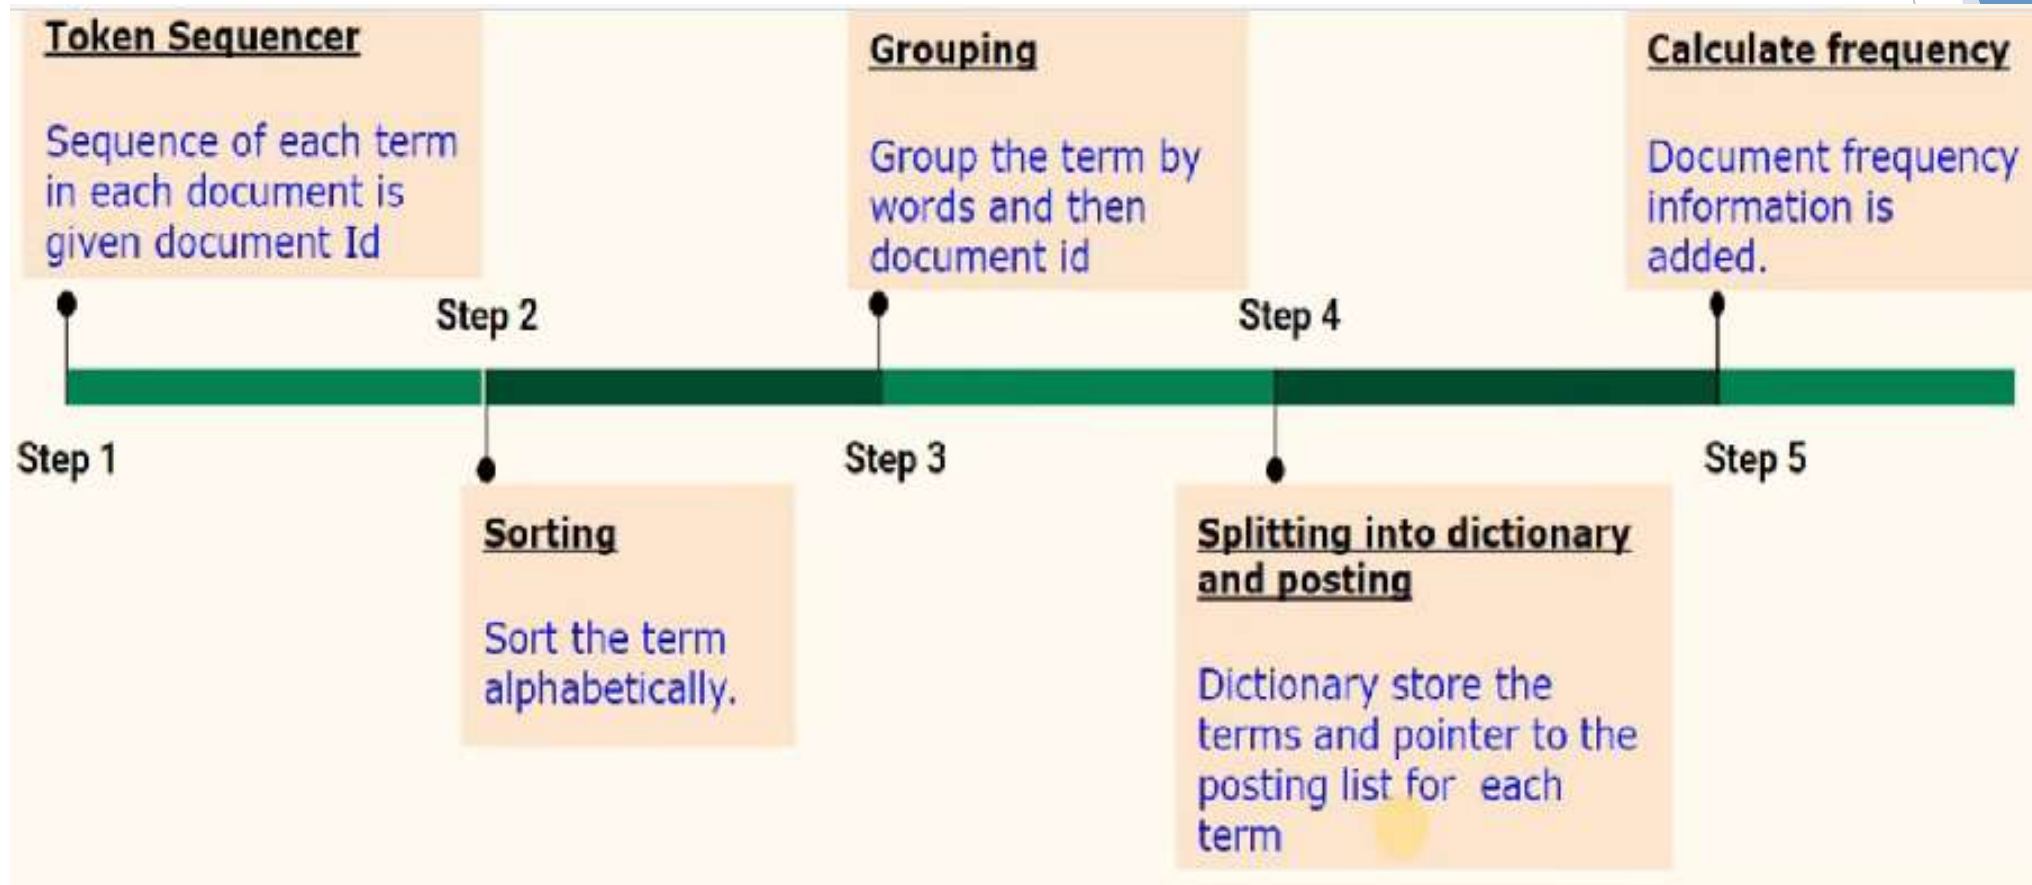 Token Sequencer
Sequence of each term
in each document is
given document Id
Step 1
Step 2
Sorting
Sort the term
alphabetically.
Grouping
Group the term by
words and then
document id
Step 3
Step 4
Splitting into dictionary
and posting
Dictionary store the
terms and pointer to the
posting list for each
term
Calculate frequency
Document frequency
information is
added.
Step 5